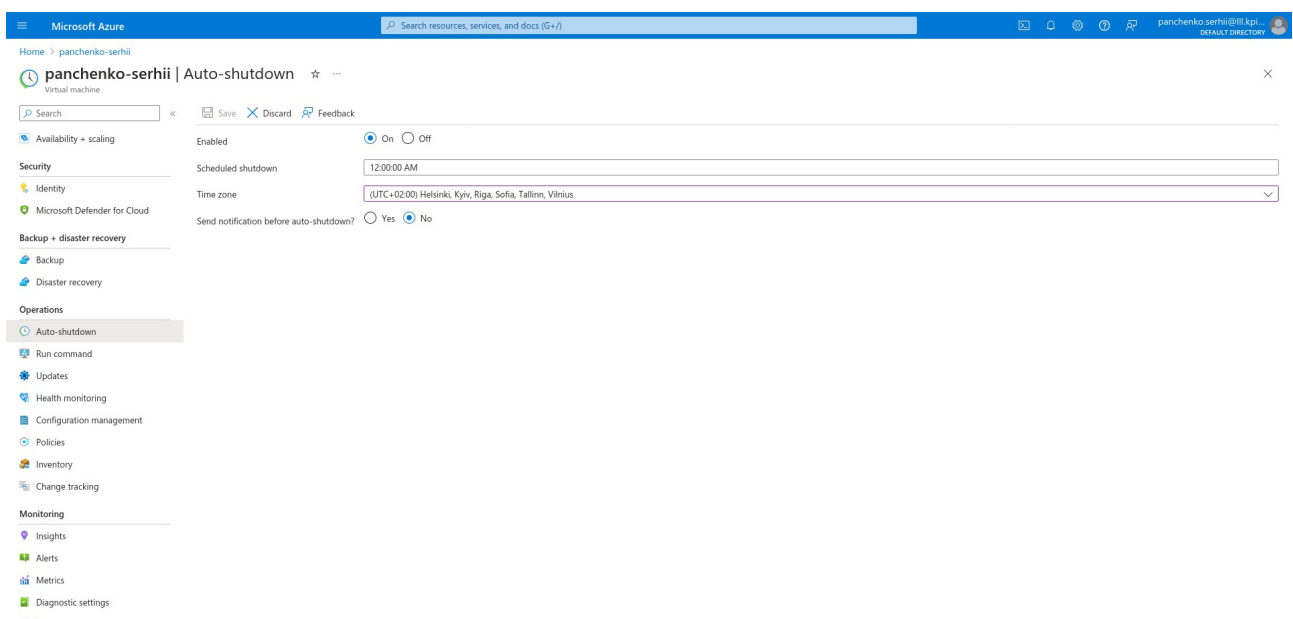 Microsoft Azure
Search resources, services, and docs (G+/)
panchenko.serhii@lll.kpi...
DEFAULT DIRECTORY
Home > panchenko-serhii
panchenko-serhii | Auto-shutdown
Virtual machine
Search
Save Discard Feedback
Availability + scaling
Security
Identity
Microsoft Defender for Cloud
Backup + disaster recovery
Backup
Disaster recovery
Operations
Auto-shutdown
Run command
Updates
Health monitoring
Configuration management
Policies
Inventory
Change tracking
Monitoring
Insights
Alerts
Metrics
Diagnostic settings
Enabled On Off
Scheduled shutdown 12:00:00 AM
Time zone (UTC+02:00) Helsinki, Kyiv, Riga, Sofia, Tallinn, Vilnius
Send notification before auto-shutdown? Yes No